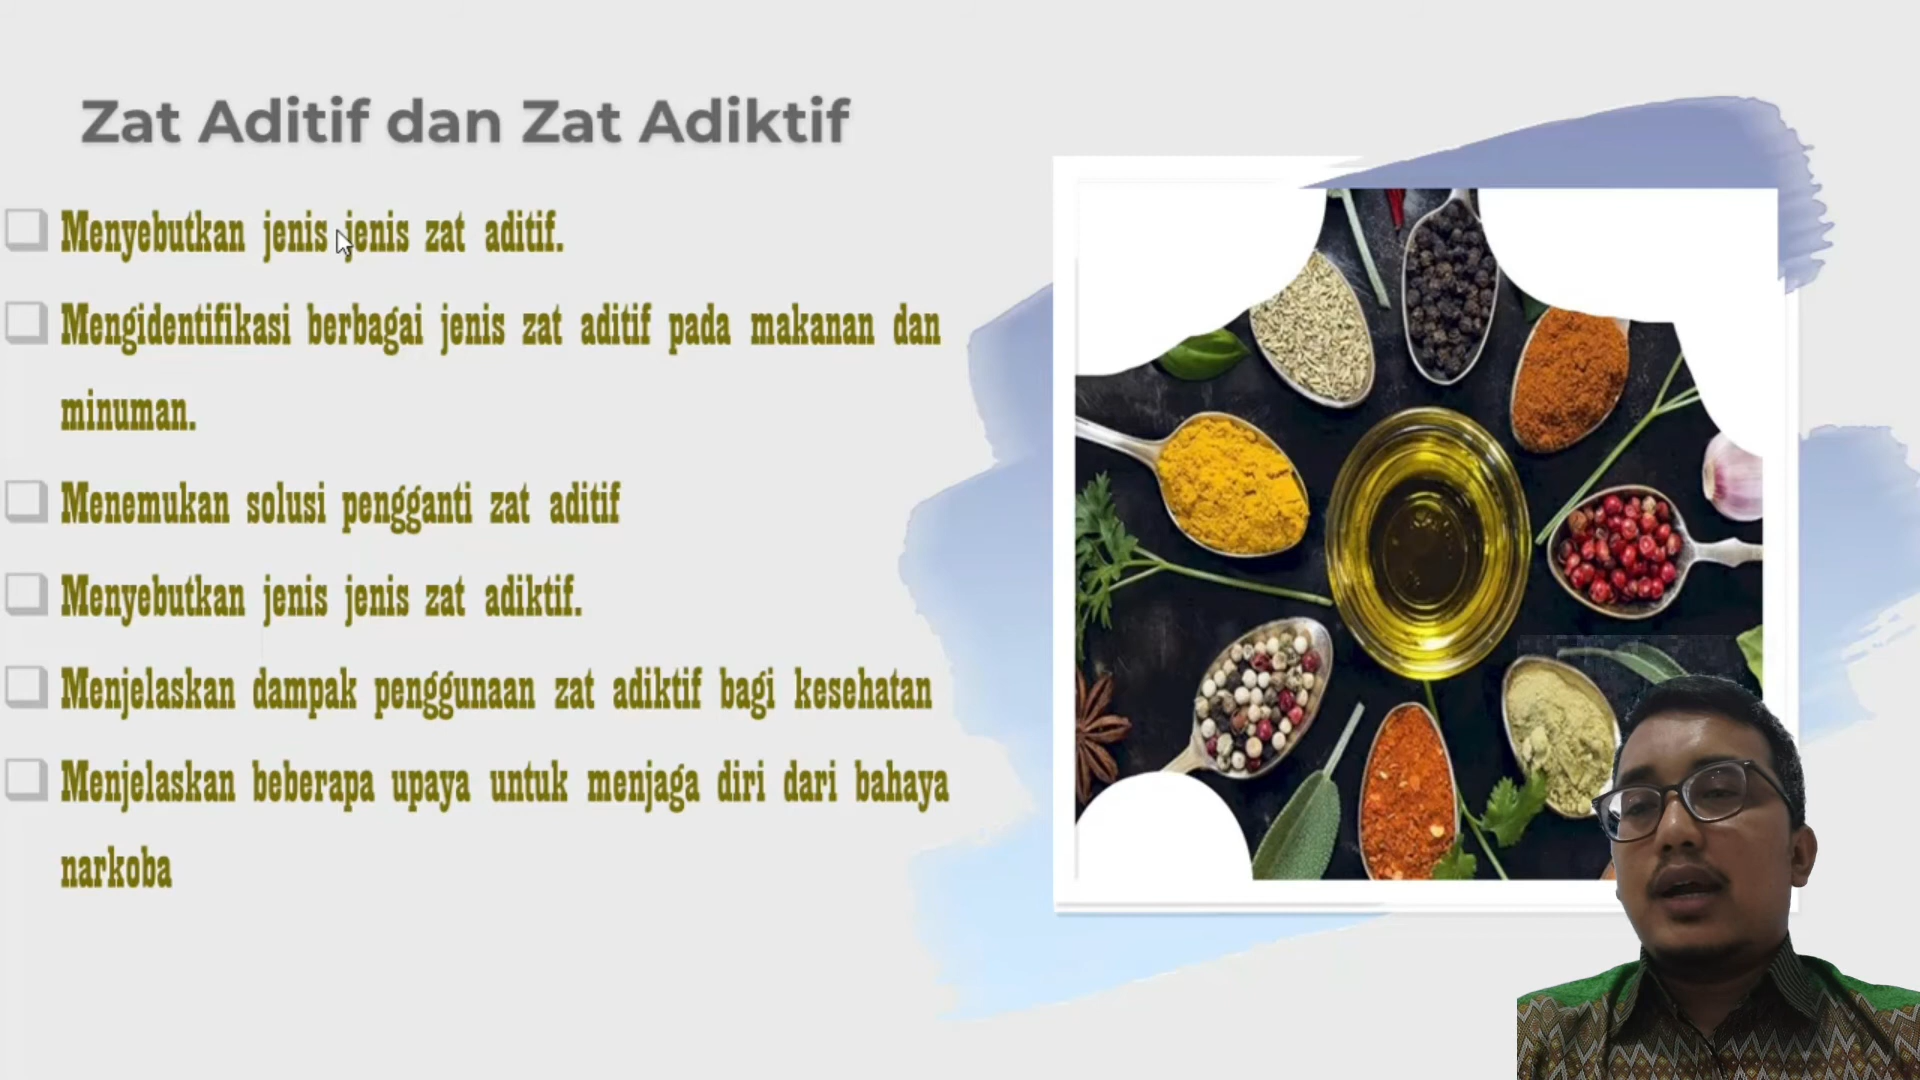 Zat Aditif dan Zat Adiktif
Menyebutkan jenis jenis zat aditif.
Mengidentifikasi berbagai jenis zat aditif pada makanan dan
minuman.
Menemukan solusi pengganti zat aditif
Menyebutkan jenis jenis zat adiktif.
Menjelaskan dampak penggunaan zat adiktif bagi kesehatan
Menjelaskan beberapa upaya untuk menjaga diri dari bahaya
narkoba